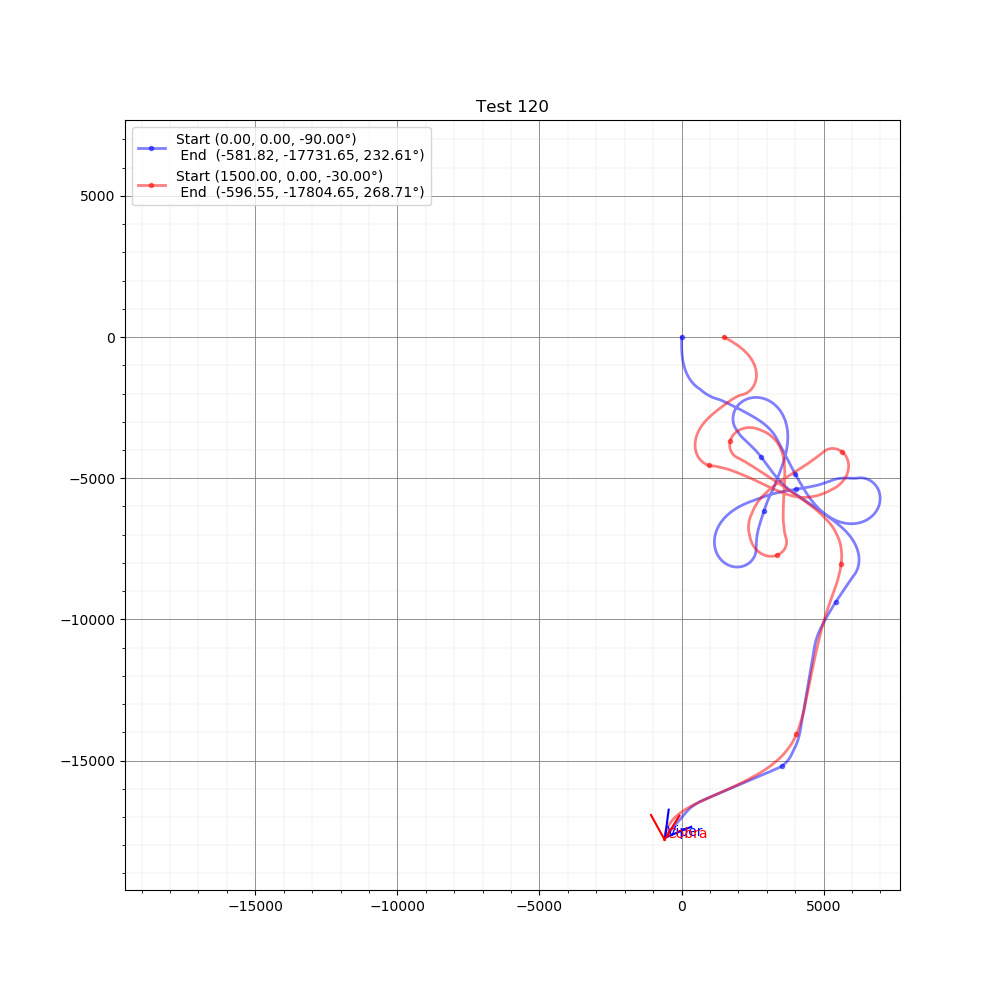 Test 120
Start (0.00, 0.00, -90.00°)
End  (-581.82, -17731.65, 232.61°)
Start (1500.00, 0.00, -30.00°)
End  (-596.55, -17804.65, 268.71°)
5000
0
−5000
−10000
−15000
−15000
−10000
−5000
0
5000